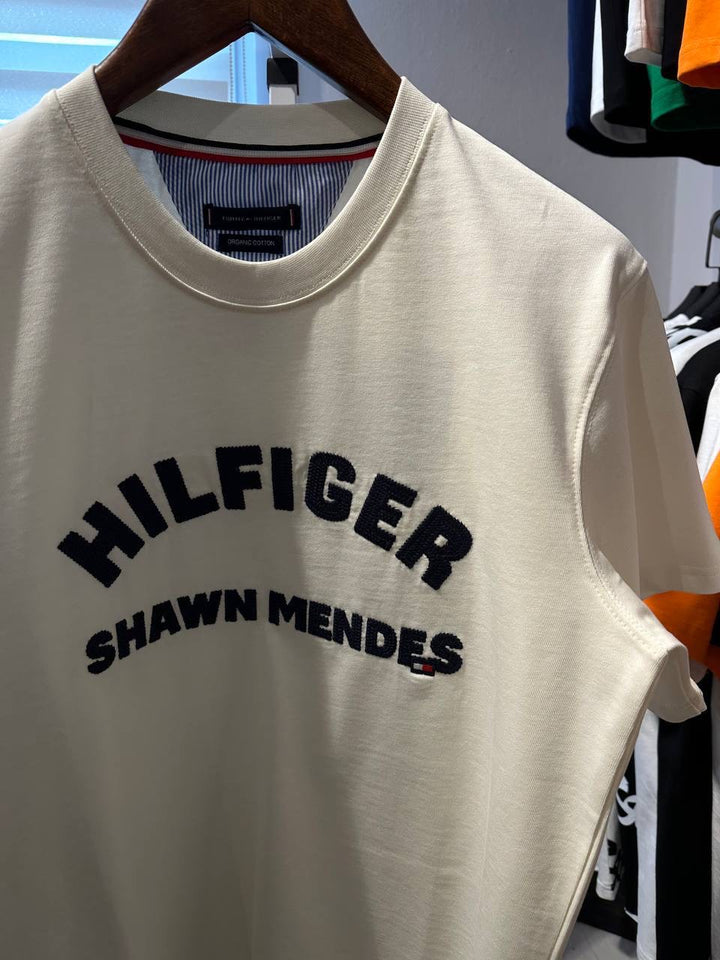 TOMMY HILFIGER
ORGANIC COTTON
HILFIGER
SHAWN MENDES